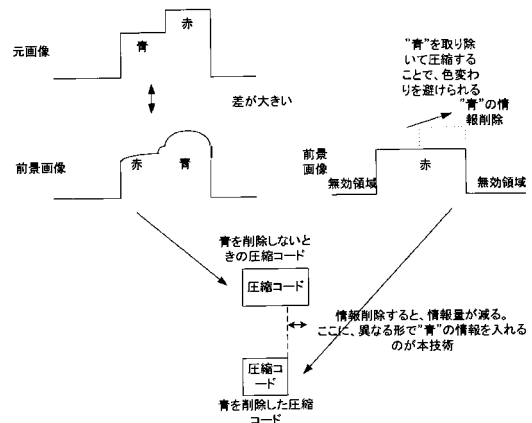 元画像
青
赤
差が大きい
前景画像
赤
青
"青"を取り除
いて圧縮する
ことで、色変わ
りを避けられる
"青"の情
報削除
前景
画像
無効領域
赤
無効領域
青を削除しないと
きの圧縮コード
圧縮コード
情報削除すると、情報量が減る。
ここに、異なる形で"青"の情報を入れる
のが本技術
圧縮コ
ード
青を削除した圧縮
コード